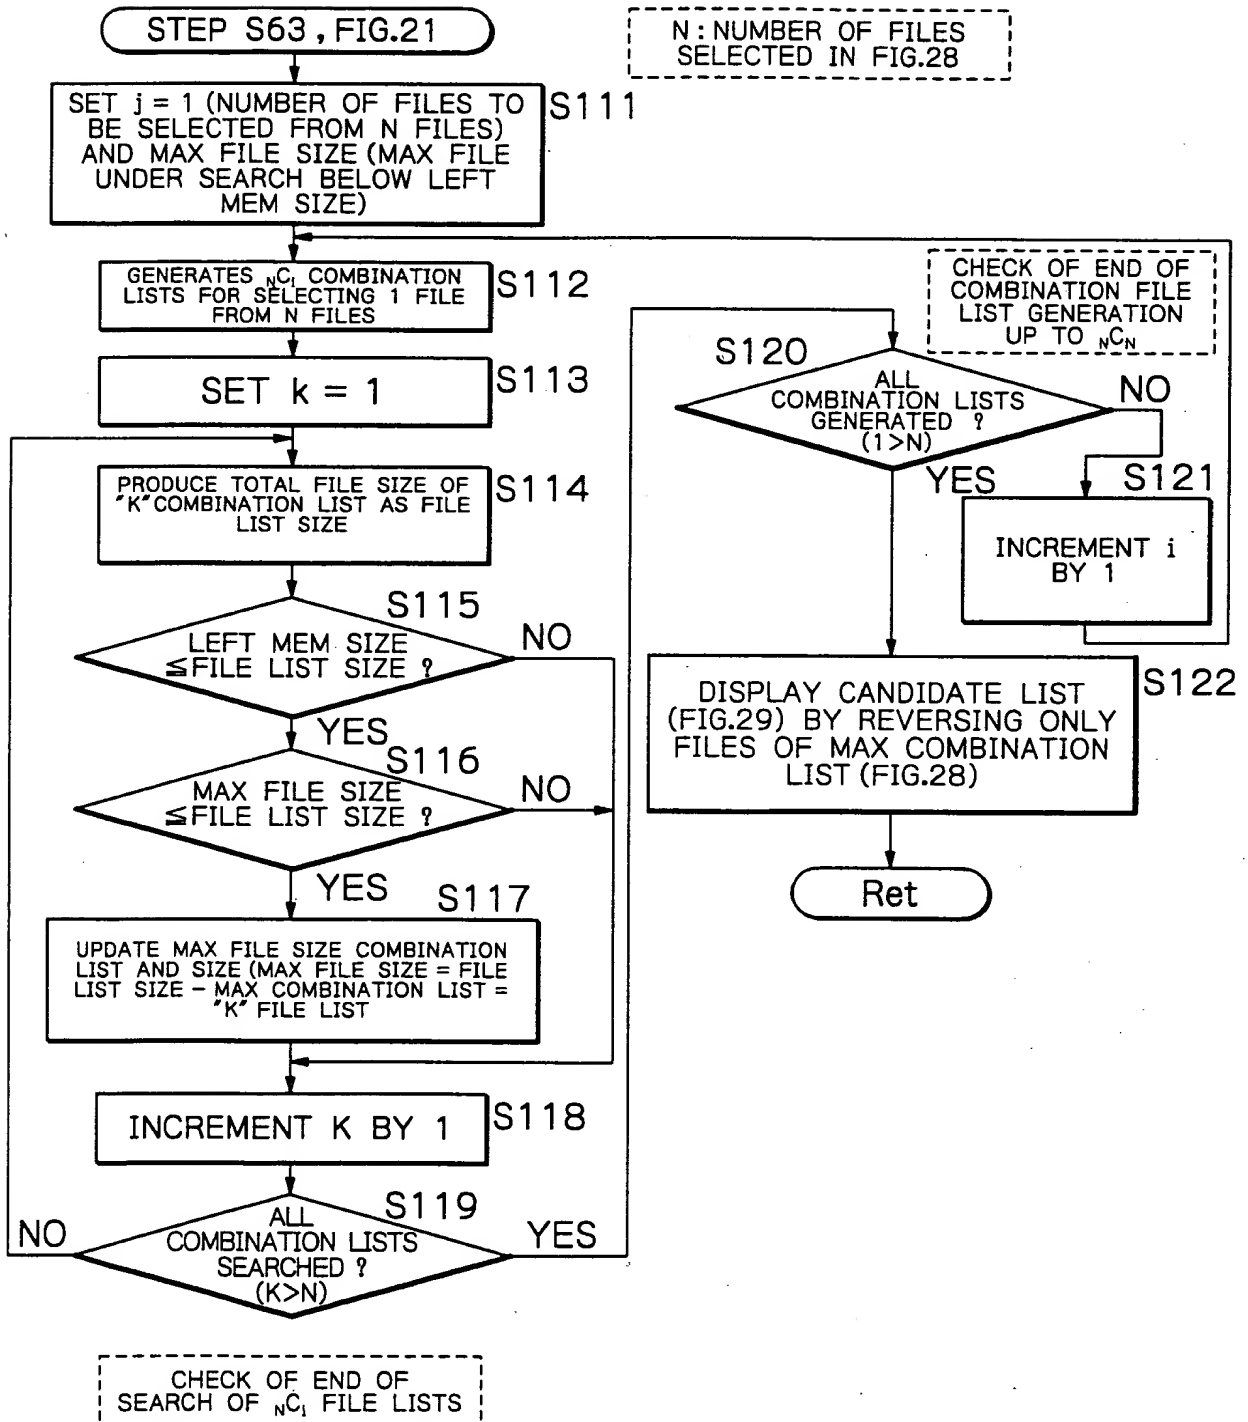 STEP S63, FIG.21
N : NUMBER OF FILES
SELECTED IN FIG.28
SET j = 1 (NUMBER OF FILES TO
BE SELECTED FROM N FILES)
AND MAX FILE SIZE (MAX FILE
UNDER SEARCH BELOW LEFT
MEM SIZE)
S111
GENERATES NCi COMBINATION
LISTS FOR SELECTING 1 FILE
FROM N FILES
S112
SET k = 1
S113
PRODUCE TOTAL FILE SIZE OF
"K" COMBINATION LIST AS FILE
LIST SIZE
S114
S115
LEFT MEM SIZE
≦FILE LIST SIZE ?
NO
YES
S116
MAX FILE SIZE
≦FILE LIST SIZE ?
NO
YES
S117
UPDATE MAX FILE SIZE COMBINATION
LIST AND SIZE (MAX FILE SIZE = FILE
LIST SIZE - MAX COMBINATION LIST =
"K" FILE LIST
INCREMENT K BY 1
S118
S119
ALL
COMBINATION LISTS
SEARCHED ?
(K>N)
NO
YES
CHECK OF END OF
SEARCH OF NCi FILE LISTS
CHECK OF END OF
COMBINATION FILE
LIST GENERATION
UP TO NCN
S120
ALL
COMBINATION LISTS
GENERATED ?
(1>N)
NO
YES
S121
INCREMENT i
BY 1
S122
DISPLAY CANDIDATE LIST
(FIG.29) BY REVERSING ONLY
FILES OF MAX COMBINATION
LIST (FIG.28)
Ret